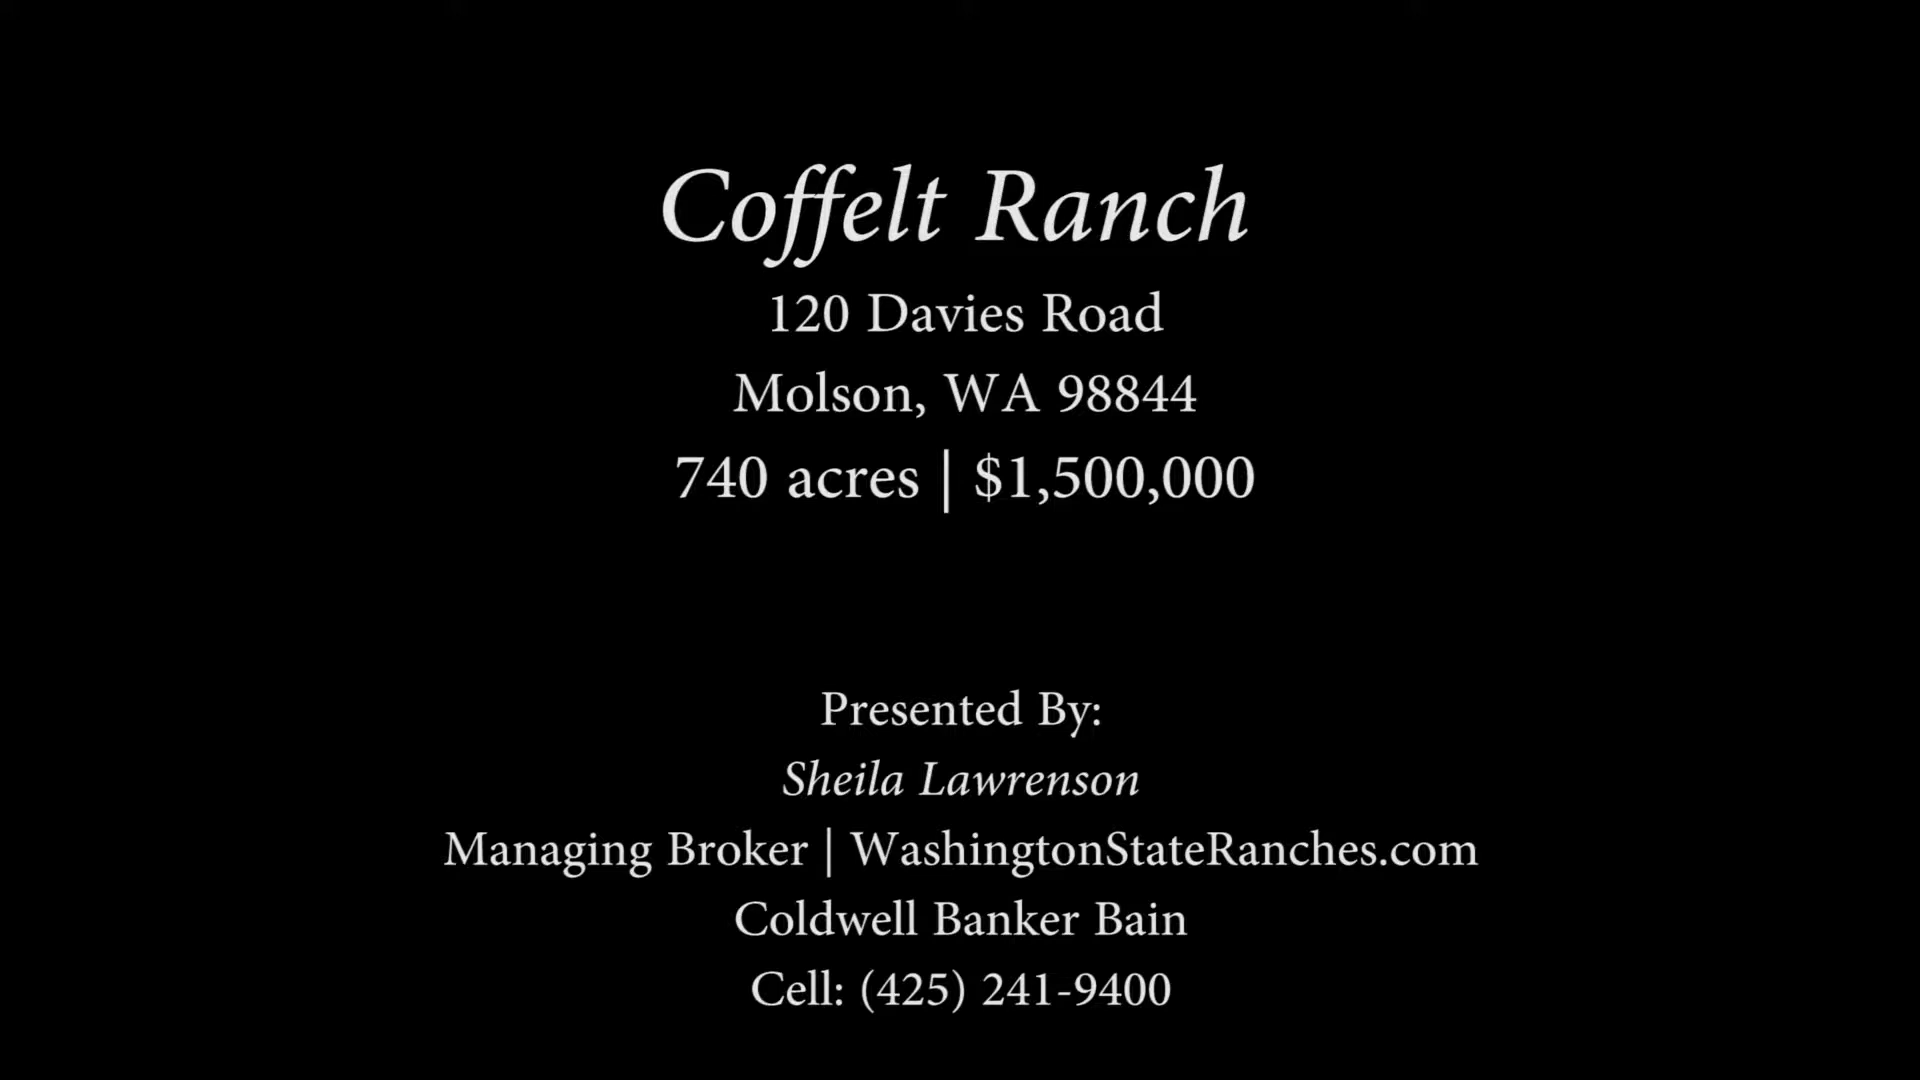 Coffelt Ranch
120 Davies Road
Molson, WA 98844
740 acres | $1,500,000
Presented By:
Sheila Lawrenson
Managing Broker | WashingtonStateRanches.com
Coldwell Banker Bain
Cell: (425) 241-9400